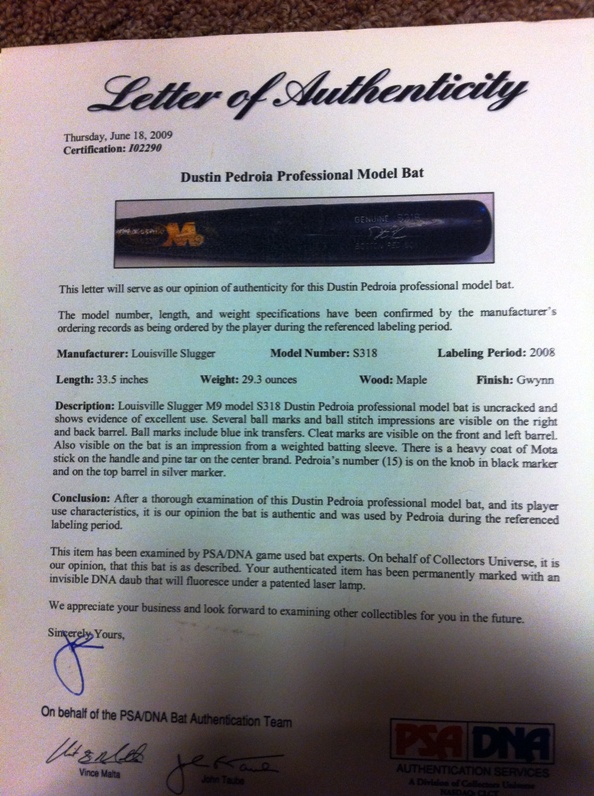 Letter of Authenticity
Thursday, June 18, 2009
Certification: I02290
Dustin Pedroia Professional Model Bat
GENUINE S318
This letter will serve as our opinion of authenticity for this Dustin Pedroia professional model bat.
The model number, length, and weight specifications have been confirmed by the manufacturer's
ordering records as being ordered by the player during the referenced labeling period.
Manufacturer: Louisville Slugger Model Number: S318 Labeling Period: 2008
Length: 33.5 inches Weight: 29.3 ounces Wood: Maple Finish: Gwynn
Description: Louisville Slugger M9 model S318 Dustin Pedroia professional model bat is uncracked and
shows evidence of excellent use. Several ball marks and ball stitch impressions are visible on the right
and back barrel. Ball marks include blue ink transfers. Cleat marks are visible on the front and left barrel.
Also visible on the bat is an impression from a weighted batting sleeve. There is a heavy coat of Mota
stick on the handle and pine tar on the center brand. Pedroia's number (15) is on the knob in black marker
and on the top barrel in silver marker.
Conclusion: After a thorough examination of this Dustin Pedroia professional model bat, and its player
use characteristics, it is our opinion the bat is authentic and was used by Pedroia during the referenced
labeling period.
This item has been examined by PSA/DNA game used bat experts. On behalf of Collectors Universe, it is
our opinion, that this bat is as described. Your authenticated item has been permanently marked with an
invisible DNA daub that will fluoresce under a patented laser lamp.
We appreciate your business and look forward to examining other collectibles for you in the future.
Sincerely Yours,
On behalf of the PSA/DNA Bat Authentication Team
Vince Malta John Taube
PSA DNA
AUTHENTICATION SERVICES
A Division of Collectors Universe
NASDAQ: CLCT